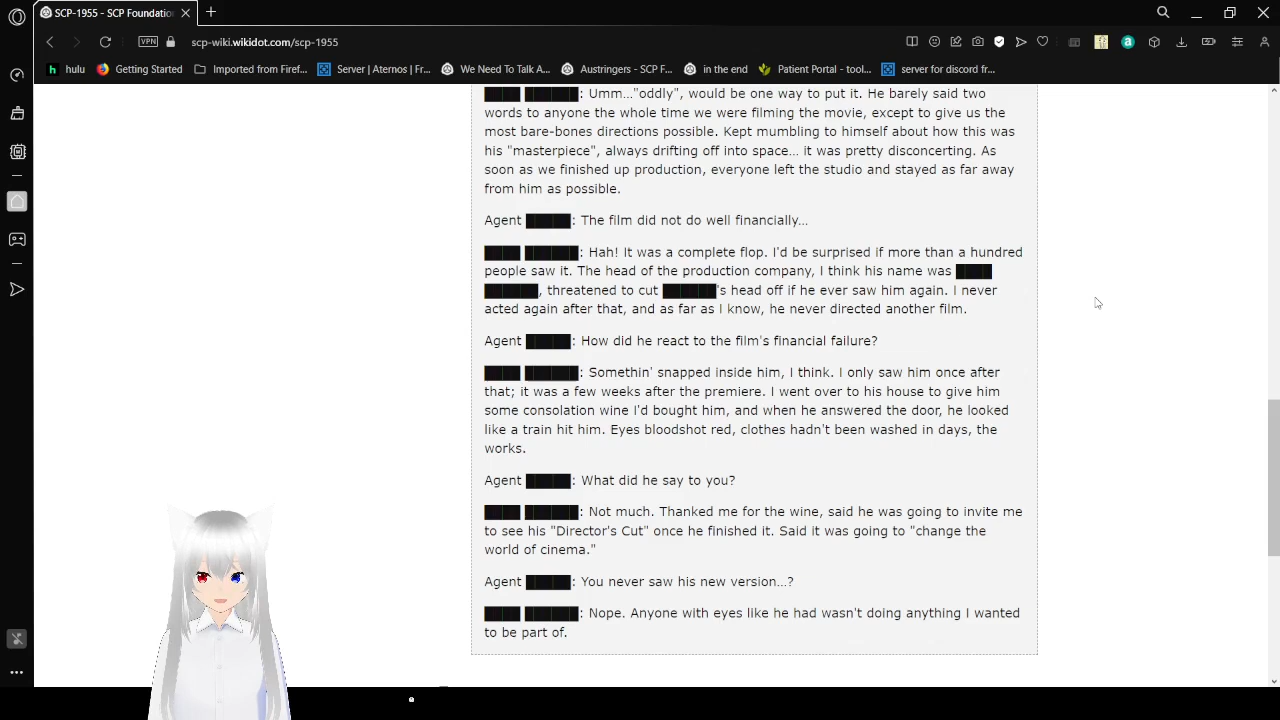 SCP-1955 - SCP Foundatio
scp-wiki.wikidot.com/scp-1955
VPN
hulu
Getting Started
Imported from Firef...
Server | Aternos | Fr...
We Need To Talk A...
Austringers - SCP F...
in the end
Patient Portal - tool...
server for discord fr...
████ ██████: Umm…"oddly", would be one way to put it. He barely said two
words to anyone the whole time we were filming the movie, except to give us the
most bare-bones directions possible. Kept mumbling to himself about how this was
his "masterpiece", always drifting off into space… it was pretty disconcerting. As
soon as we finished up production, everyone left the studio and stayed as far away
from him as possible.
Agent █████: The film did not do well financially…
████ ██████: Hah! It was a complete flop. I'd be surprised if more than a hundred
people saw it. The head of the production company, I think his name was ████
██████, threatened to cut ██████'s head off if he ever saw him again. I never
acted again after that, and as far as I know, he never directed another film.
Agent █████: How did he react to the film's financial failure?
████ ██████: Somethin' snapped inside him, I think. I only saw him once after
that; it was a few weeks after the premiere. I went over to his house to give him
some consolation wine I'd bought him, and when he answered the door, he looked
like a train hit him. Eyes bloodshot red, clothes hadn't been washed in days, the
works.
Agent █████: What did he say to you?
████ ██████: Not much. Thanked me for the wine, said he was going to invite me
to see his "Director's Cut" once he finished it. Said it was going to "change the
world of cinema."
Agent █████: You never saw his new version…?
████ ██████: Nope. Anyone with eyes like he had wasn't doing anything I wanted
to be part of.